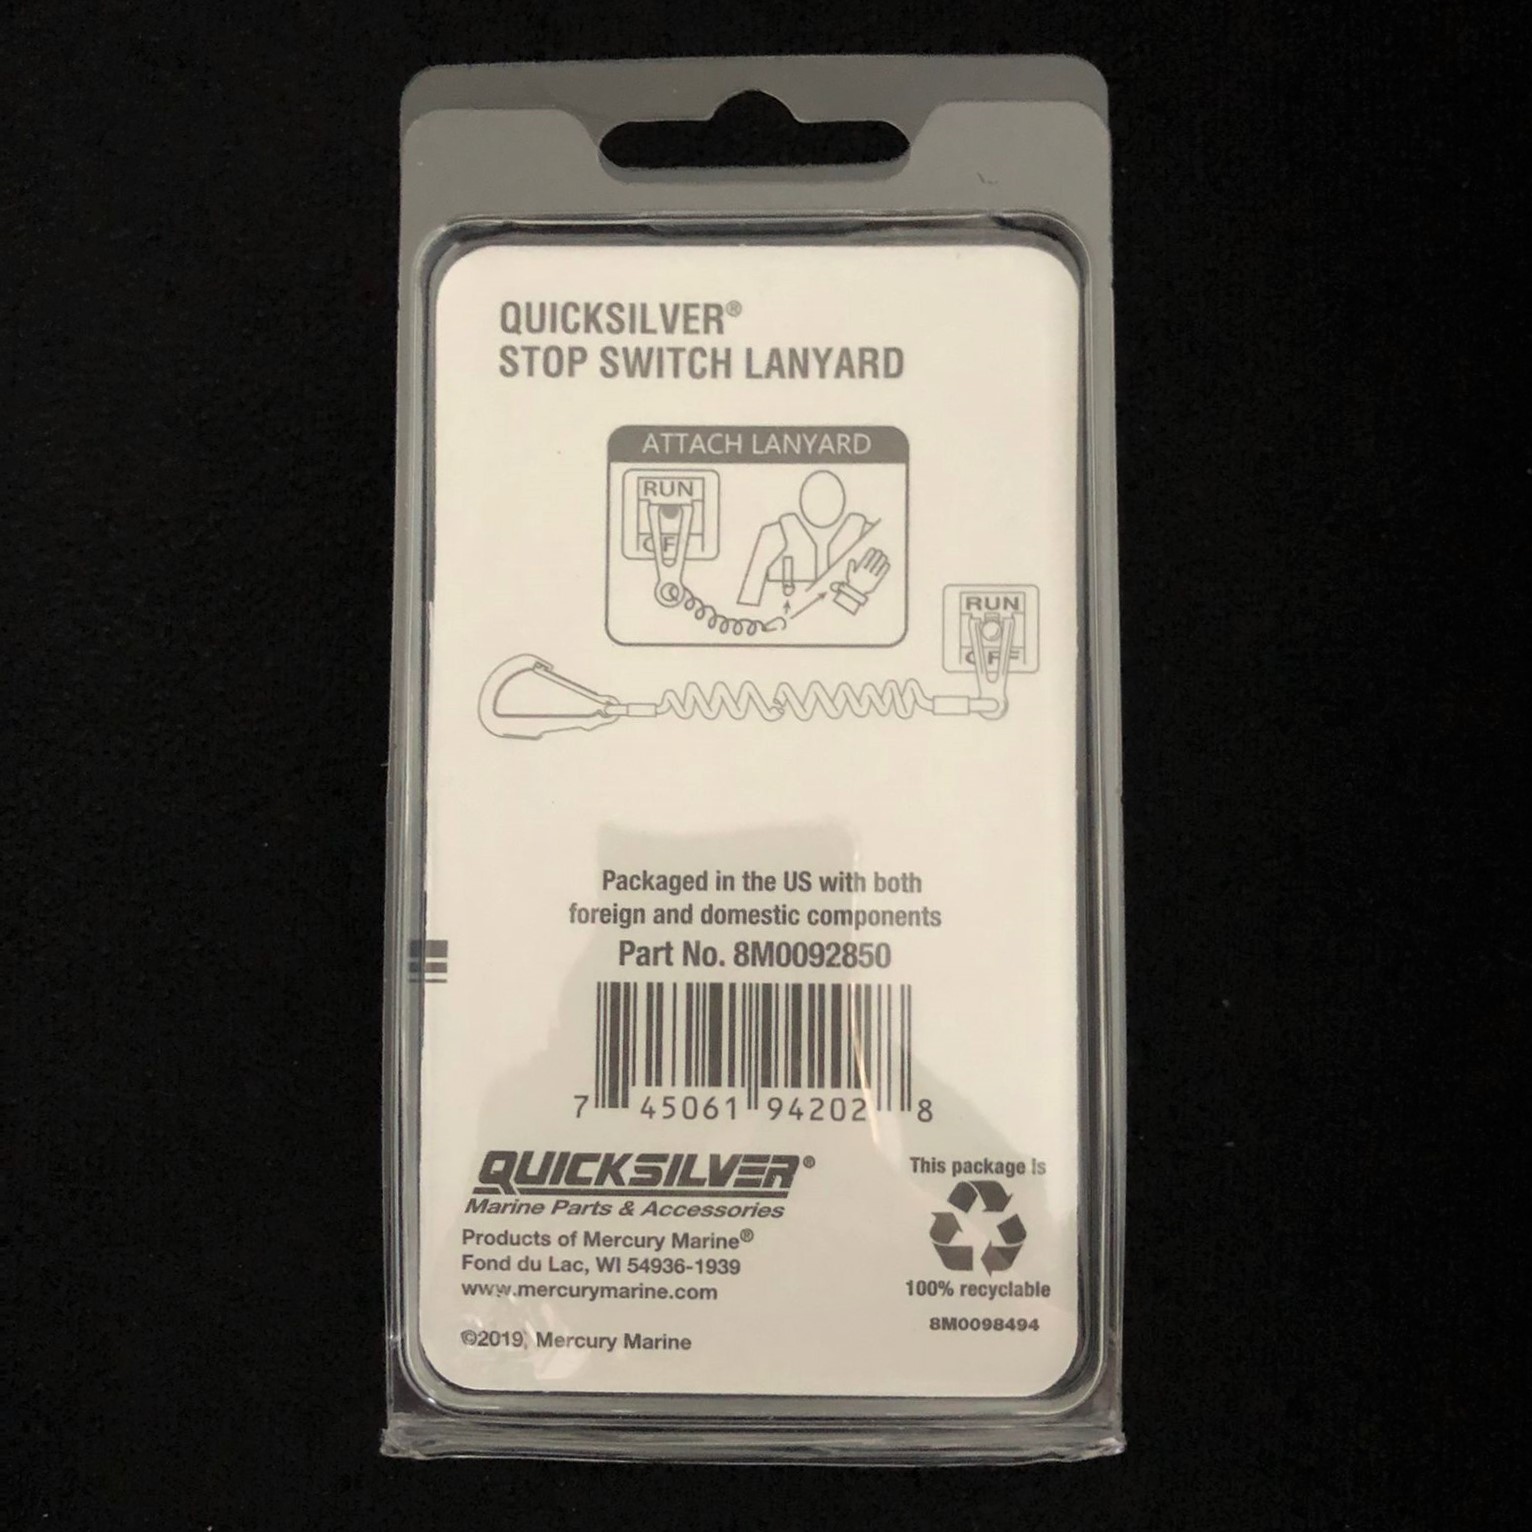 QUICKSILVER®
STOP SWITCH LANYARD
ATTACH LANYARD
RUN
OFF
RUN
OFF
Packaged in the US with both
foreign and domestic components
Part No. 8M0092850
7 45061 94202 8
QUICKSILVER®
Marine Parts & Accessories
Products of Mercury Marine®
Fond du Lac, WI 54936-1939
www.mercurymarine.com
©2019, Mercury Marine
This package is
100% recyclable
8M0098494